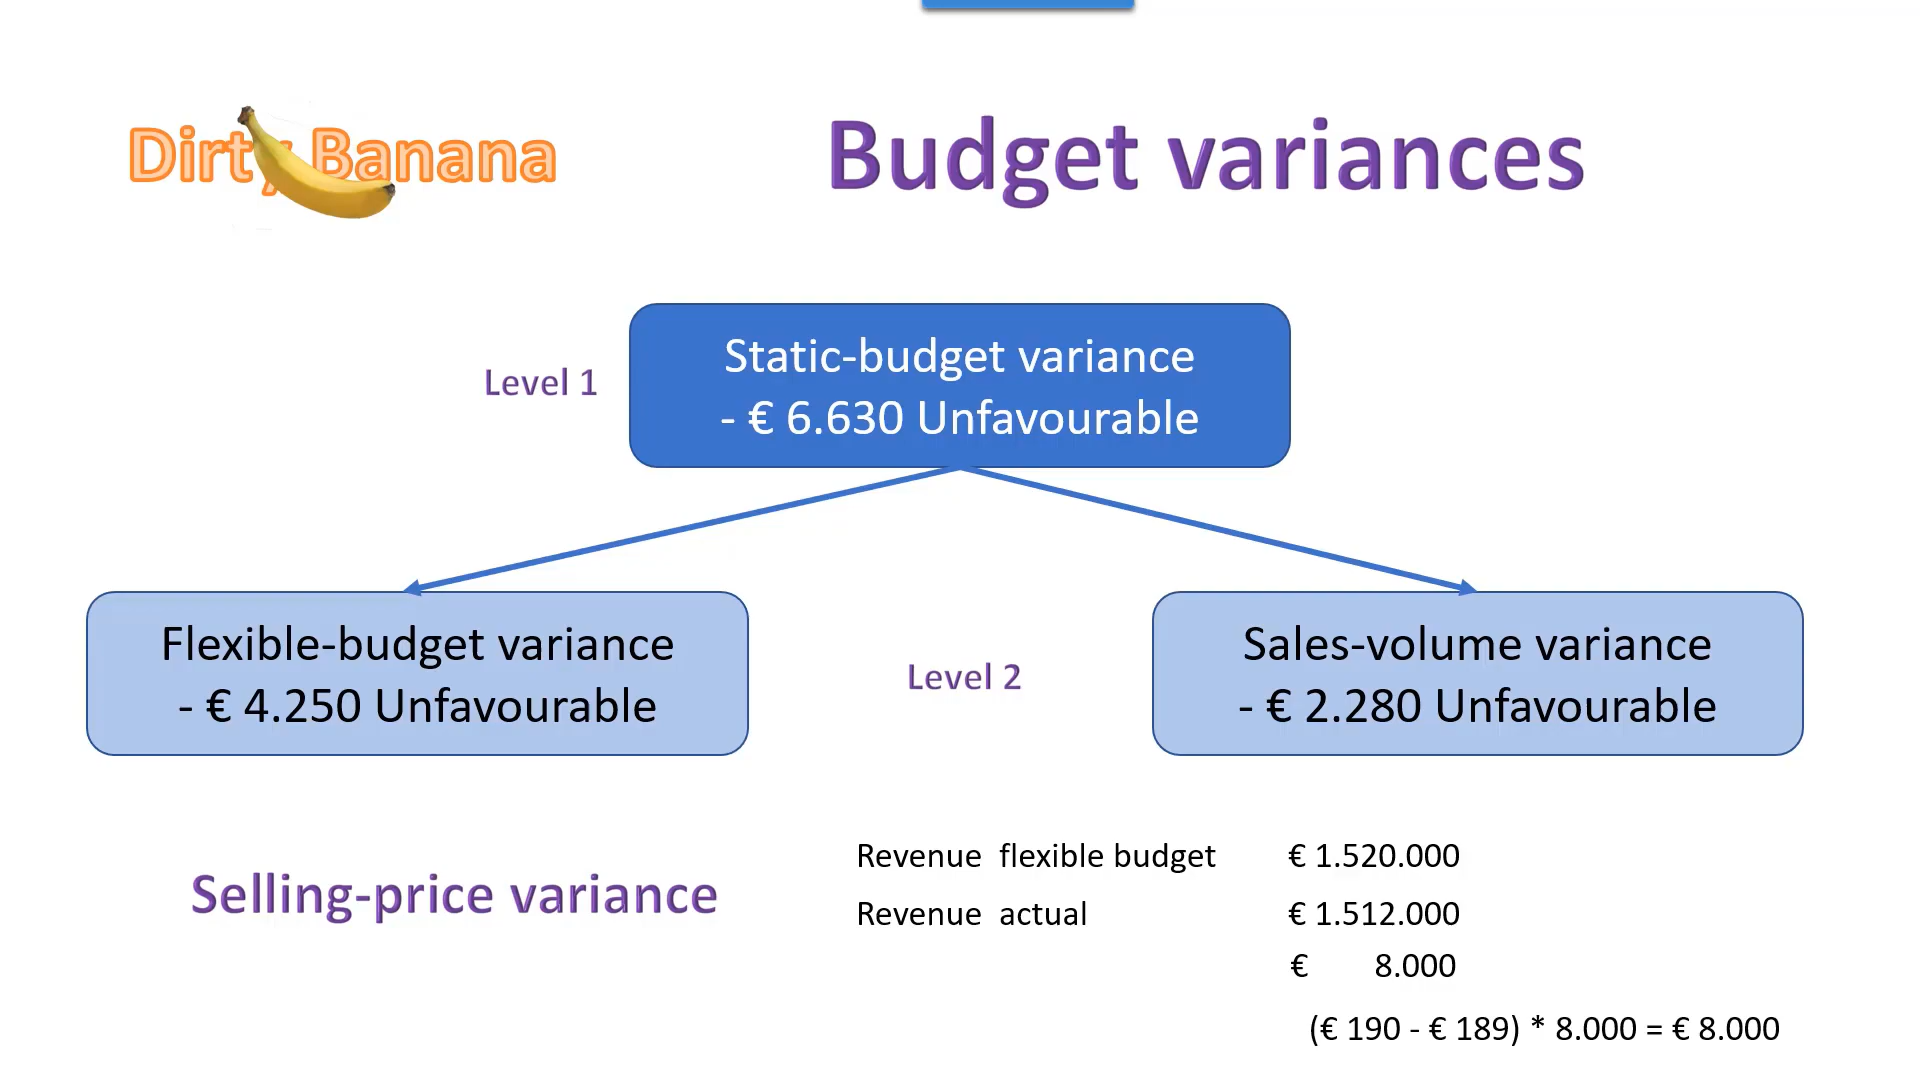 Dirty Banana
Budget variances
Level 1
Static-budget variance
- € 6.630 Unfavourable
Flexible-budget variance
- € 4.250 Unfavourable
Level 2
Sales-volume variance
- € 2.280 Unfavourable
Selling-price variance
Revenue flexible budget € 1.520.000
Revenue actual € 1.512.000
€ 8.000
(€ 190 - € 189) * 8.000 = € 8.000